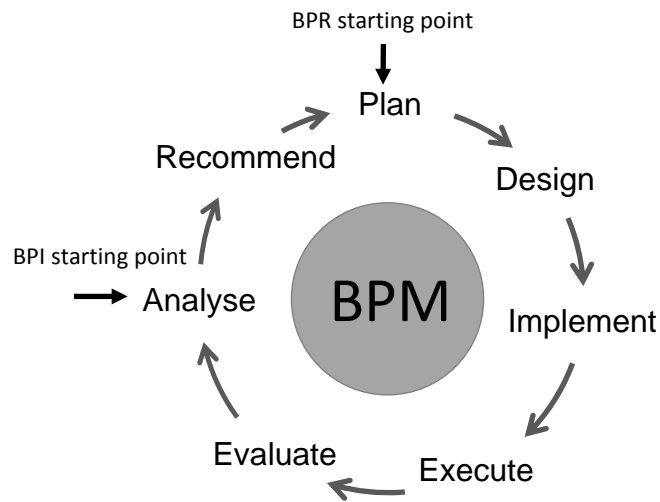 BPR starting point
Plan
Recommend
Design
BPI starting point
Analyse
BPM
Implement
Evaluate
Execute